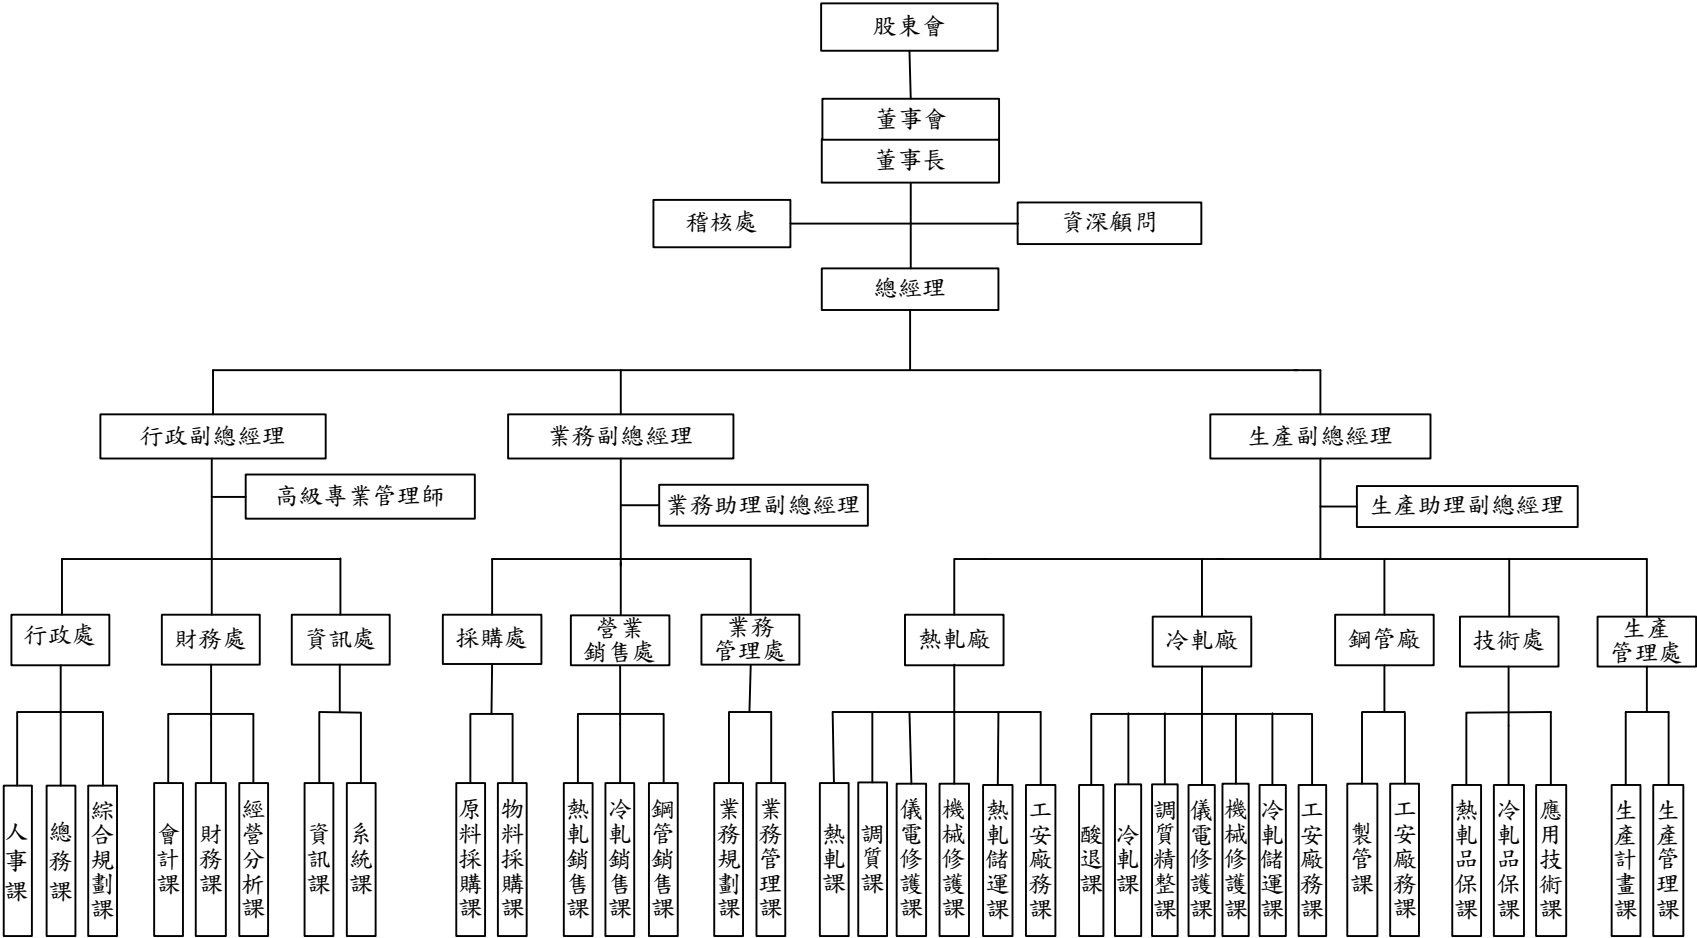 股東會
董事會
董事長
稽核處
資深顧問
總經理
行政副總經理
業務副總經理
生產副總經理
高級專業管理師
業務助理副總經理
生產助理副總經理
行政處
財務處
資訊處
採購處
營業
銷售處
業務
管理處
熱軋廠
冷軋廠
鋼管廠
技術處
生產
管理處
人事課
總務課
綜合規劃課
會計課
財務課
經營分析課
資訊課
系統課
原料採購課
物料採購課
熱軋銷售課
冷軋銷售課
鋼管銷售課
業務規劃課
業務管理課
熱軋課
調質課
儀電修護課
機械修護課
熱軋儲運課
工安廠務課
酸退課
冷軋課
調質精整課
儀電修護課
機械修護課
冷軋儲運課
工安廠務課
製管課
工安廠務課
熱軋品保課
冷軋品保課
應用技術課
生產計畫課
生產管理課